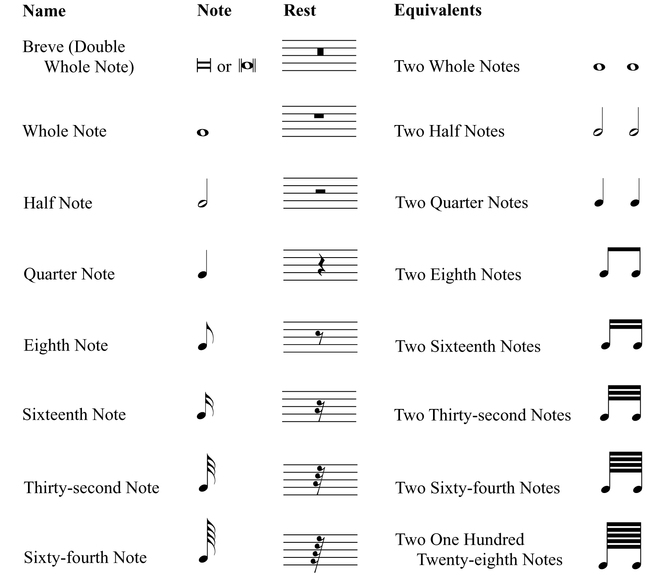 Name Note Rest Equivalents
Breve (Double
Whole Note) or Two Whole Notes
Whole Note Two Half Notes
Half Note Two Quarter Notes
Quarter Note Two Eighth Notes
Eighth Note Two Sixteenth Notes
Sixteenth Note Two Thirty-second Notes
Thirty-second Note Two Sixty-fourth Notes
Two One Hundred
Sixty-fourth Note Twenty-eighth Notes